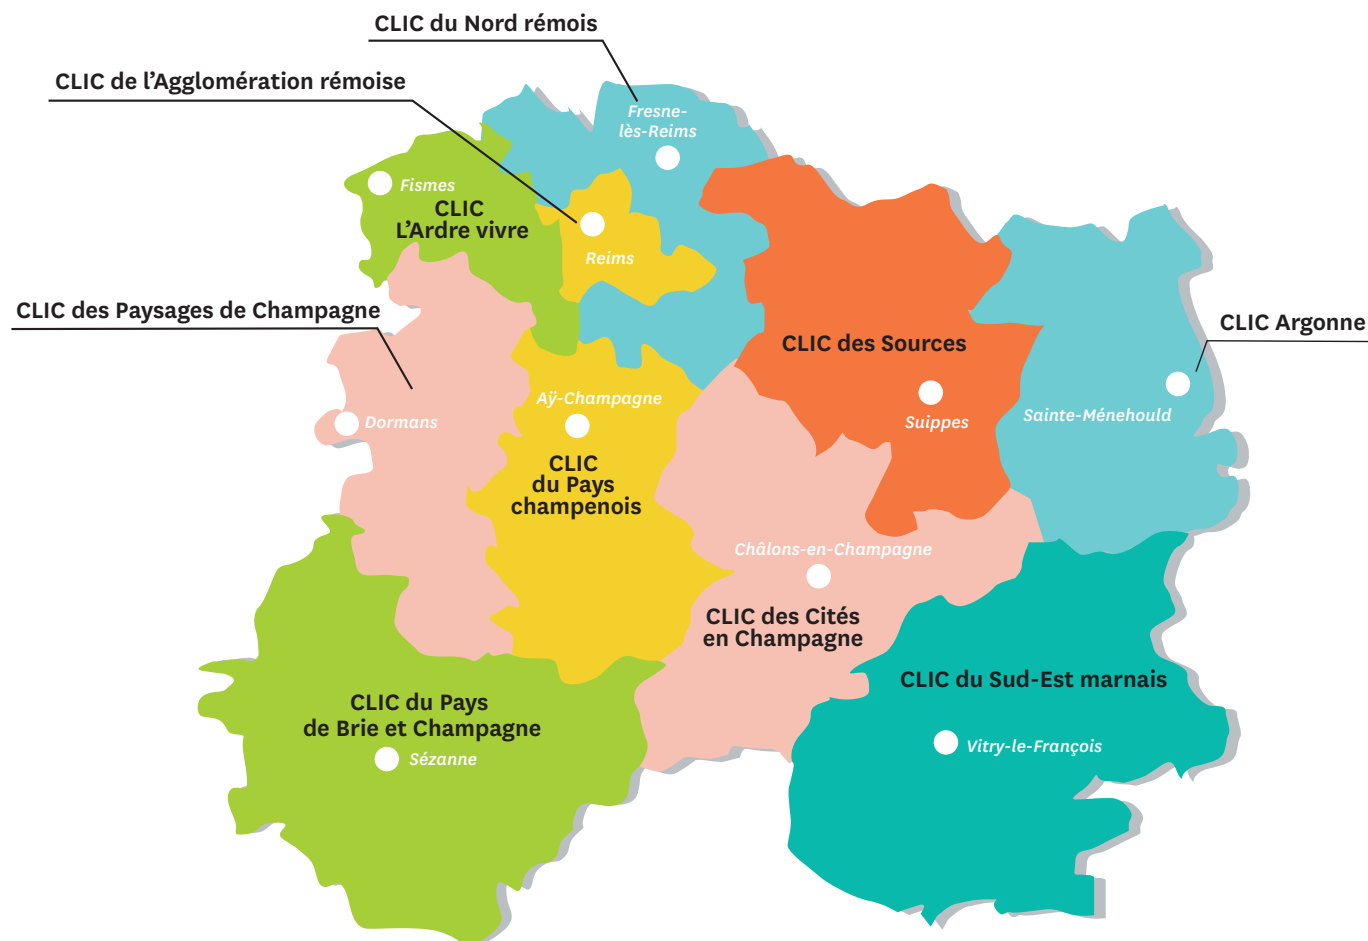 CLIC du Nord rémois
CLIC de l’Agglomération rémoise
Fresne-
lès-Reims
Fismes
CLIC
L’Ardre vivre
Reims
CLIC des Paysages de Champagne
CLIC Argonne
CLIC des Sources
Aÿ-Champagne
Dormans
Suippes
Sainte-Ménehould
CLIC
du Pays
champenois
Châlons-en-Champagne
CLIC des Cités
en Champagne
CLIC du Sud-Est marnais
CLIC du Pays
de Brie et Champagne
Sézanne
Vitry-le-François